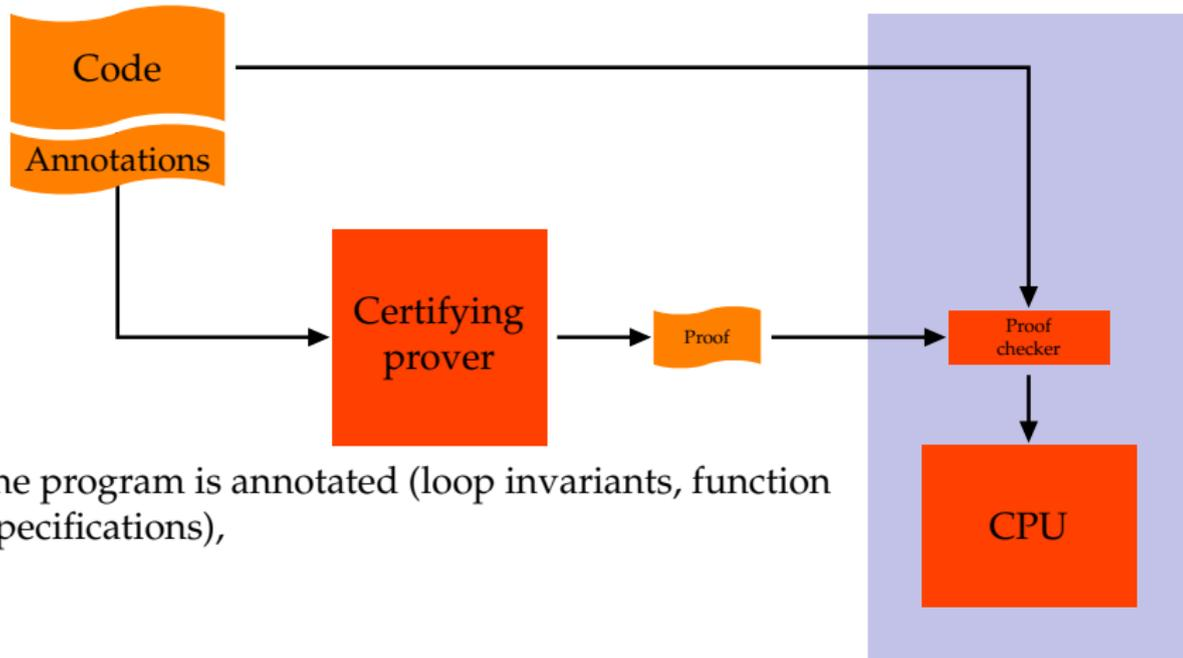 Code
Annotations
Certifying
prover
Proof
Proof
checker
he program is annotated (loop invariants, function
pecifications),
CPU